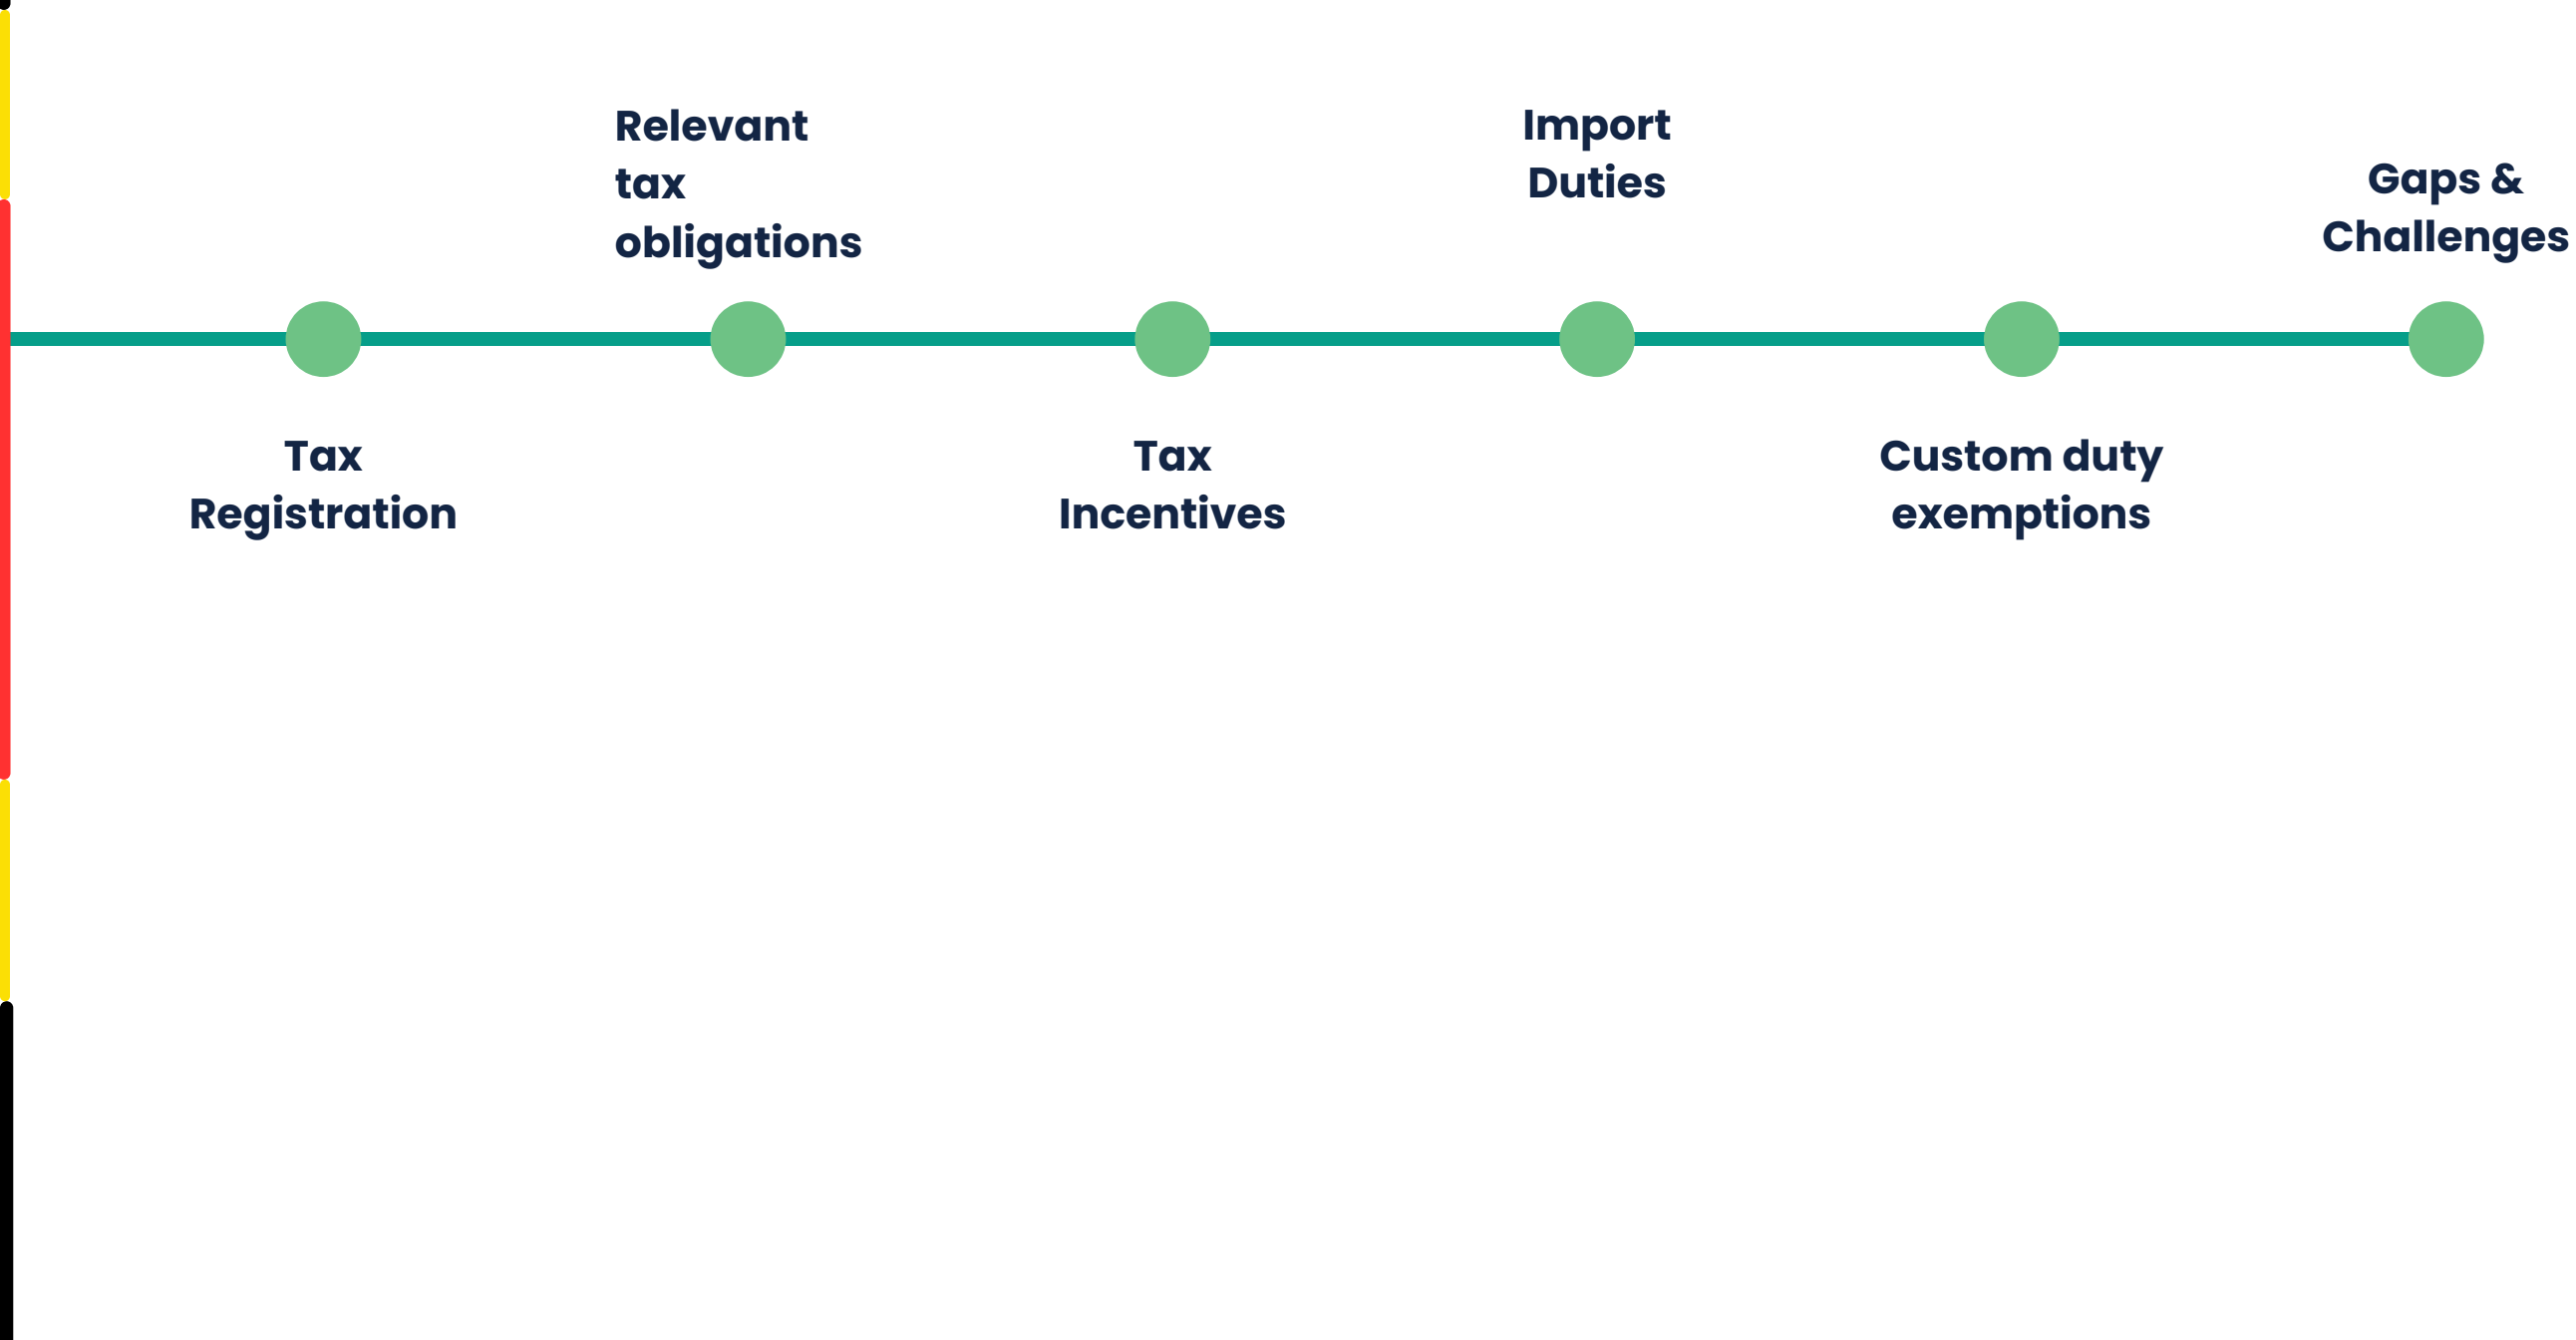 Tax
Registration
Relevant
tax
obligations
Tax
Incentives
Import
Duties
Custom duty
exemptions
Gaps &
Challenges